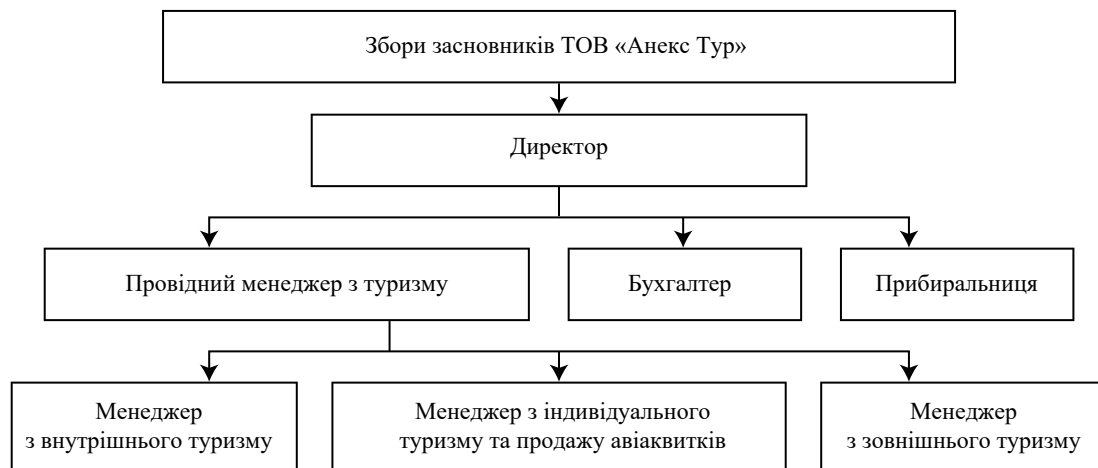 Збори засновників ТОВ «Анекс Тур»
Директор
Провідний менеджер з туризму
Бухгалтер
Прибиральниця
Менеджер
з внутрішнього туризму
Менеджер з індивідуального
туризму та продажу авіаквитків
Менеджер
з зовнішнього туризму